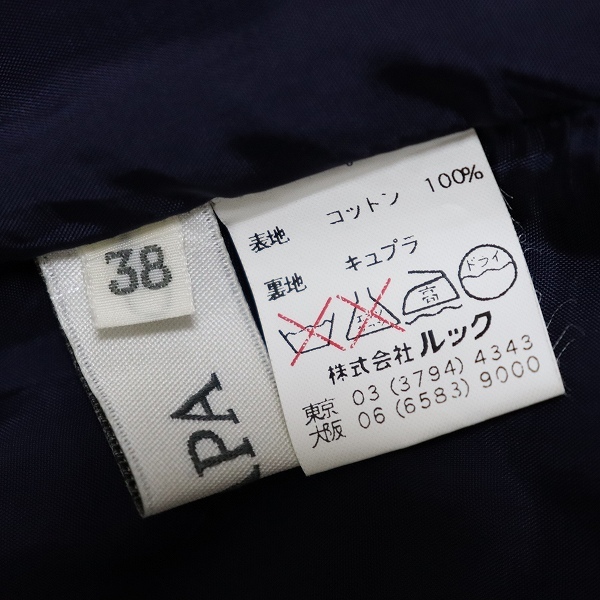 38
表地 コットン 100%
裏地 キュプラ
高
ドライ
株式会社 ルック
東京 03 (3794) 4343
大阪 06 (6583) 9000